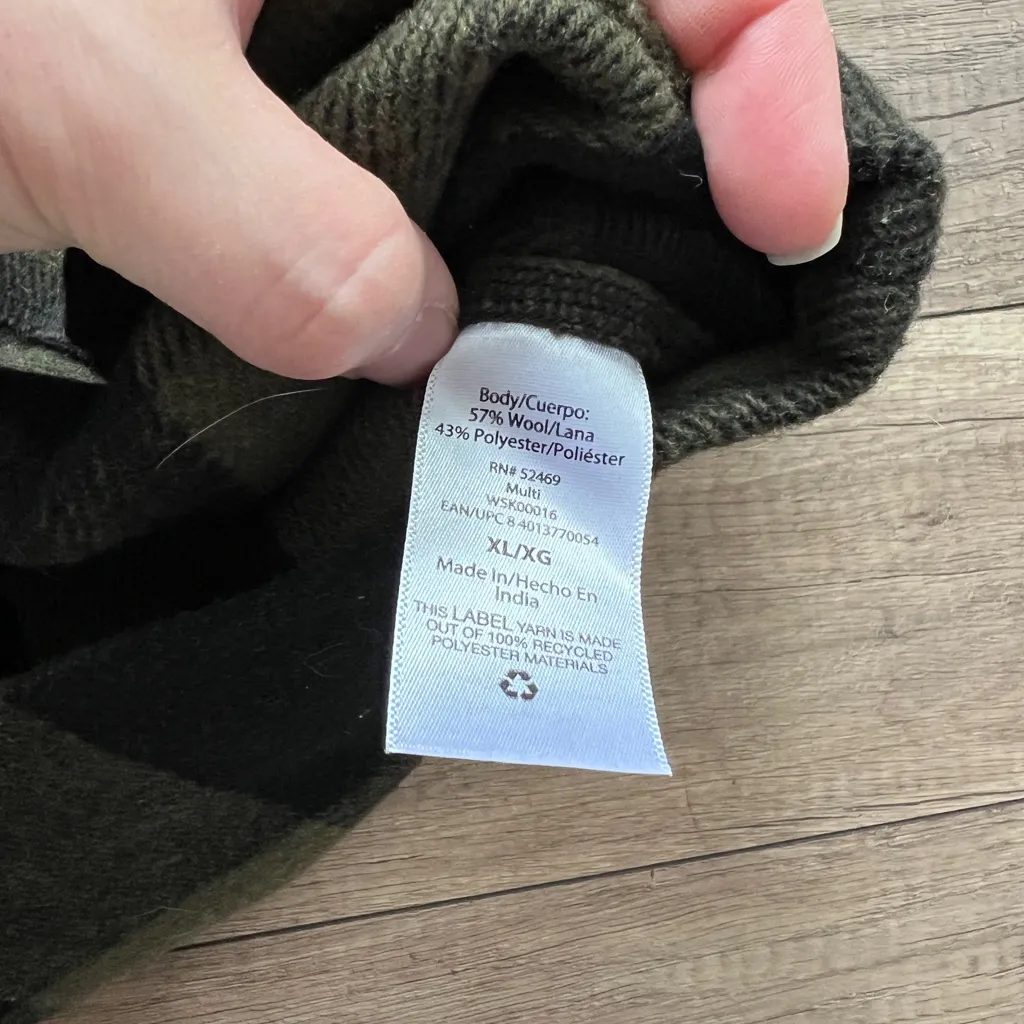 Body/Cuerpo:
57% Wool/Lana
43% Polyester/Poliéster
RN# 52469
Multi
WSK00016
EAN/UPC 8 4013770054
XL/XG
Made In/Hecho En
India
THIS LABEL YARN IS MADE
OUT OF 100% RECYCLED
POLYESTER MATERIALS